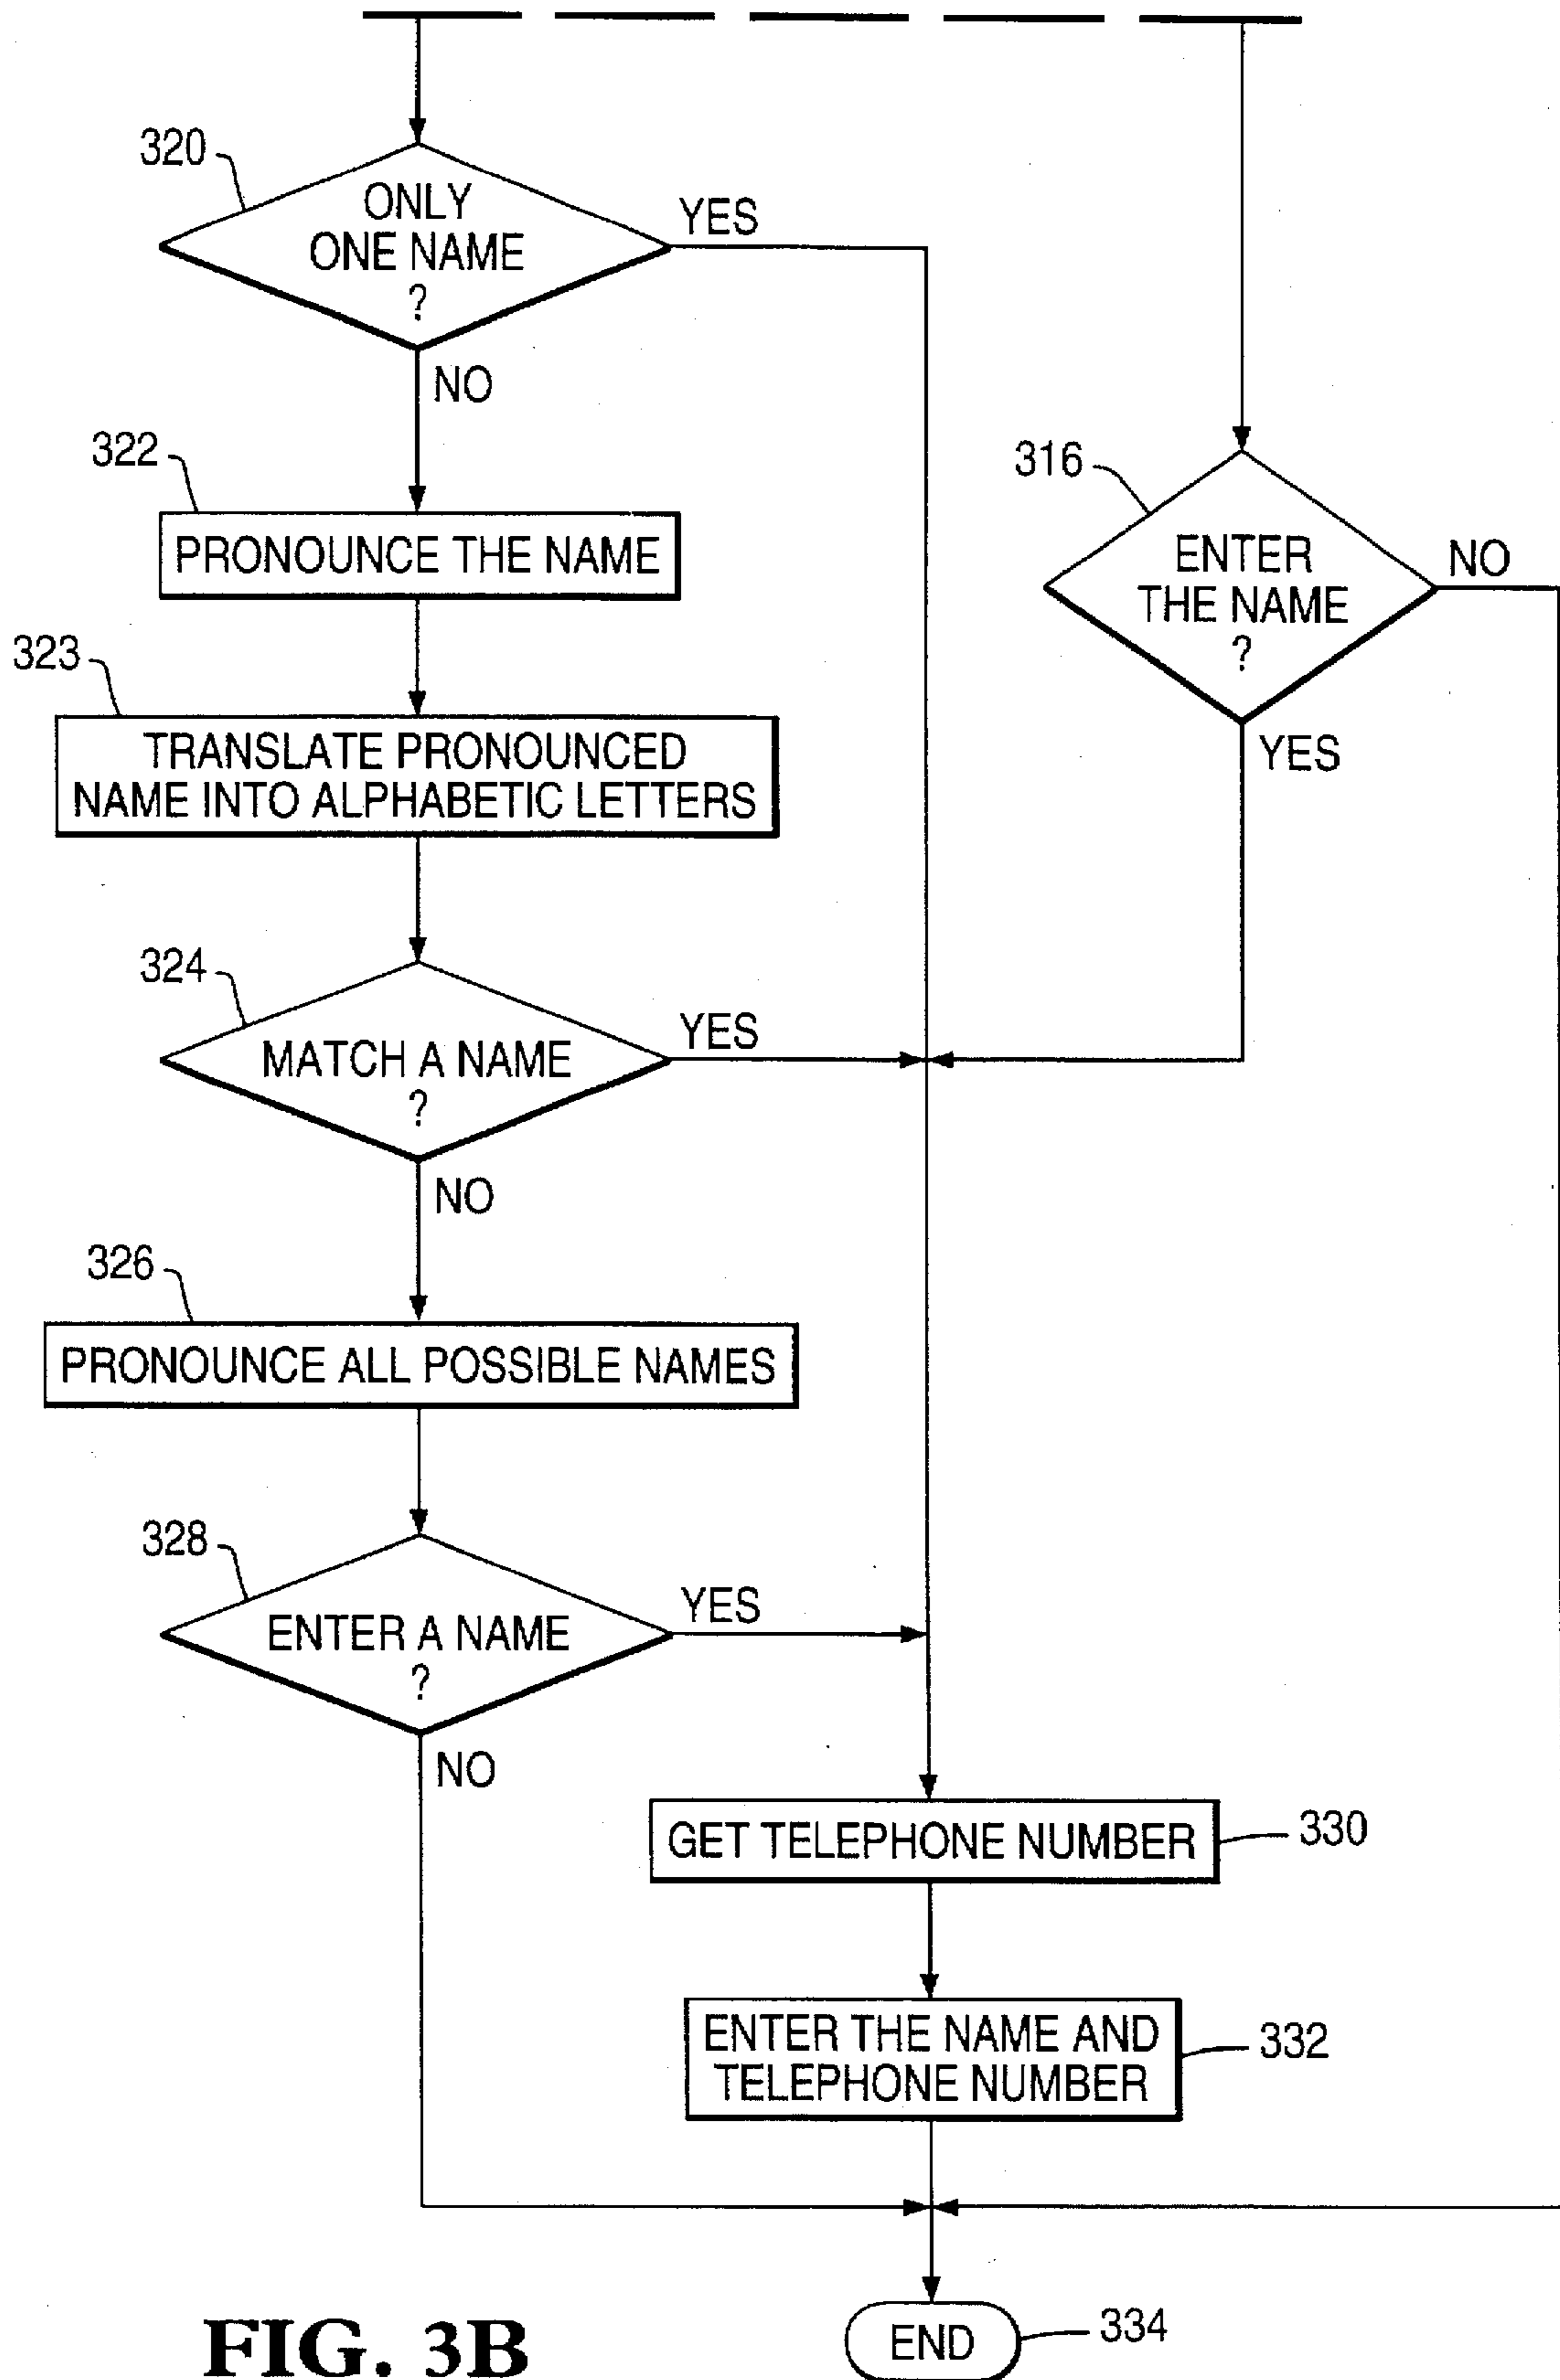 320
ONLY
ONE NAME
?
YES
NO
322
PRONOUNCE THE NAME
316
ENTER
THE NAME
?
NO
YES
323
TRANSLATE PRONOUNCED
NAME INTO ALPHABETIC LETTERS
324
MATCH A NAME
?
YES
NO
326
PRONOUNCE ALL POSSIBLE NAMES
328
ENTER A NAME
?
YES
NO
GET TELEPHONE NUMBER
330
ENTER THE NAME AND
TELEPHONE NUMBER
332
END
334
FIG. 3B